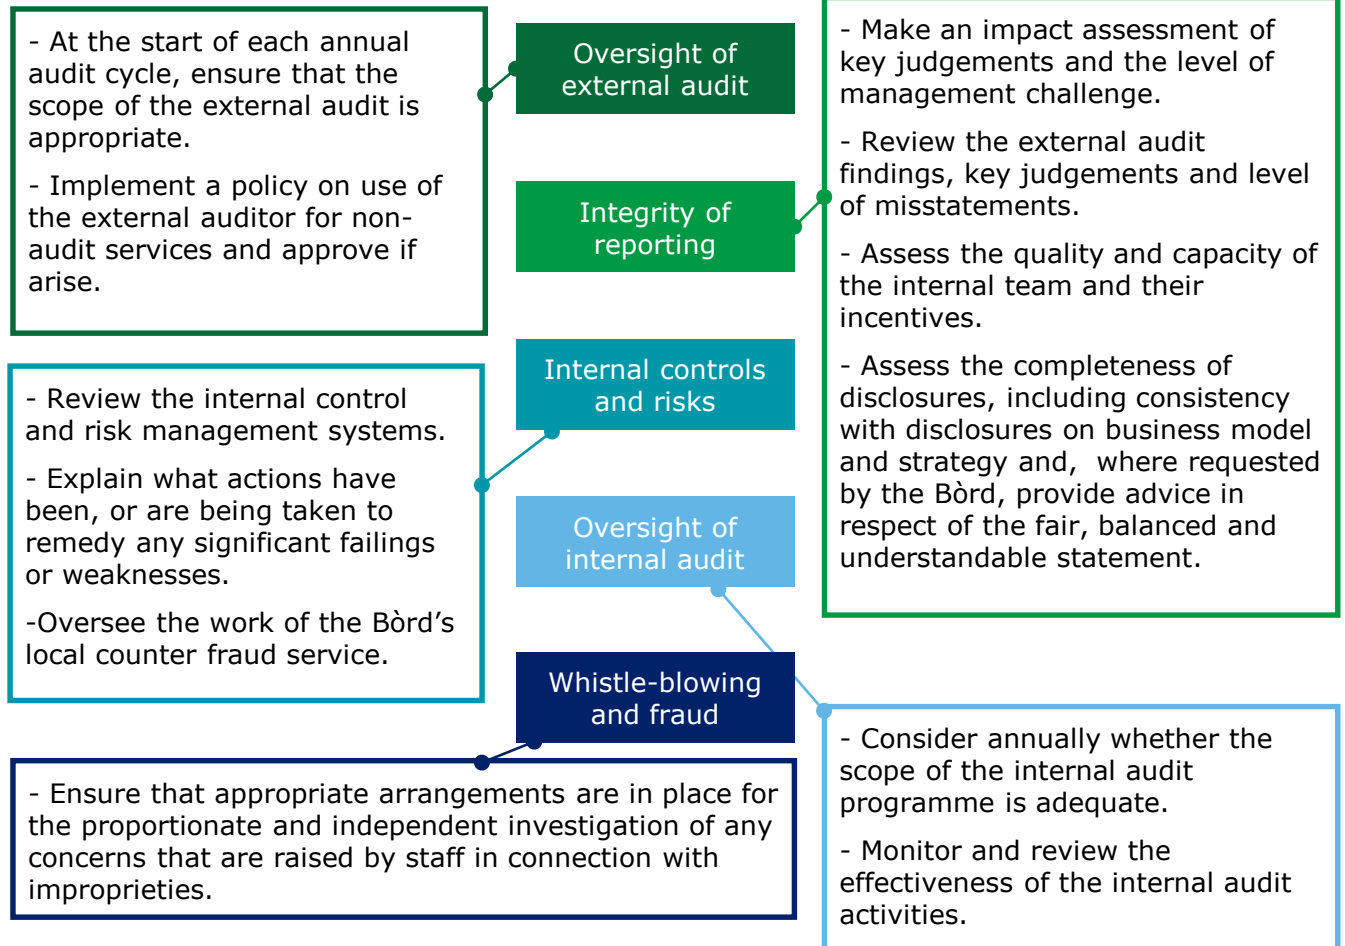 - At the start of each annual
audit cycle, ensure that the
scope of the external audit is
appropriate.
- Implement a policy on use of
the external auditor for non-
audit services and approve if
arise.
Oversight of
external audit
- Make an impact assessment of
key judgements and the level of
management challenge.
- Review the external audit
findings, key judgements and level
of misstatements.
- Assess the quality and capacity of
the internal team and their
incentives.
- Assess the completeness of
disclosures, including consistency
with disclosures on business model
and strategy and,  where requested
by the Bòrd, provide advice in
respect of the fair, balanced and
understandable statement.
Integrity of
reporting
Internal controls
and risks
- Review the internal control
and risk management systems.
- Explain what actions have
been, or are being taken to
remedy any significant failings
or weaknesses.
-Oversee the work of the Bòrd’s
local counter fraud service.
Oversight of
internal audit
Whistle-blowing
and fraud
- Ensure that appropriate arrangements are in place for
the proportionate and independent investigation of any
concerns that are raised by staff in connection with
improprieties.
- Consider annually whether the
scope of the internal audit
programme is adequate.
- Monitor and review the
effectiveness of the internal audit
activities.